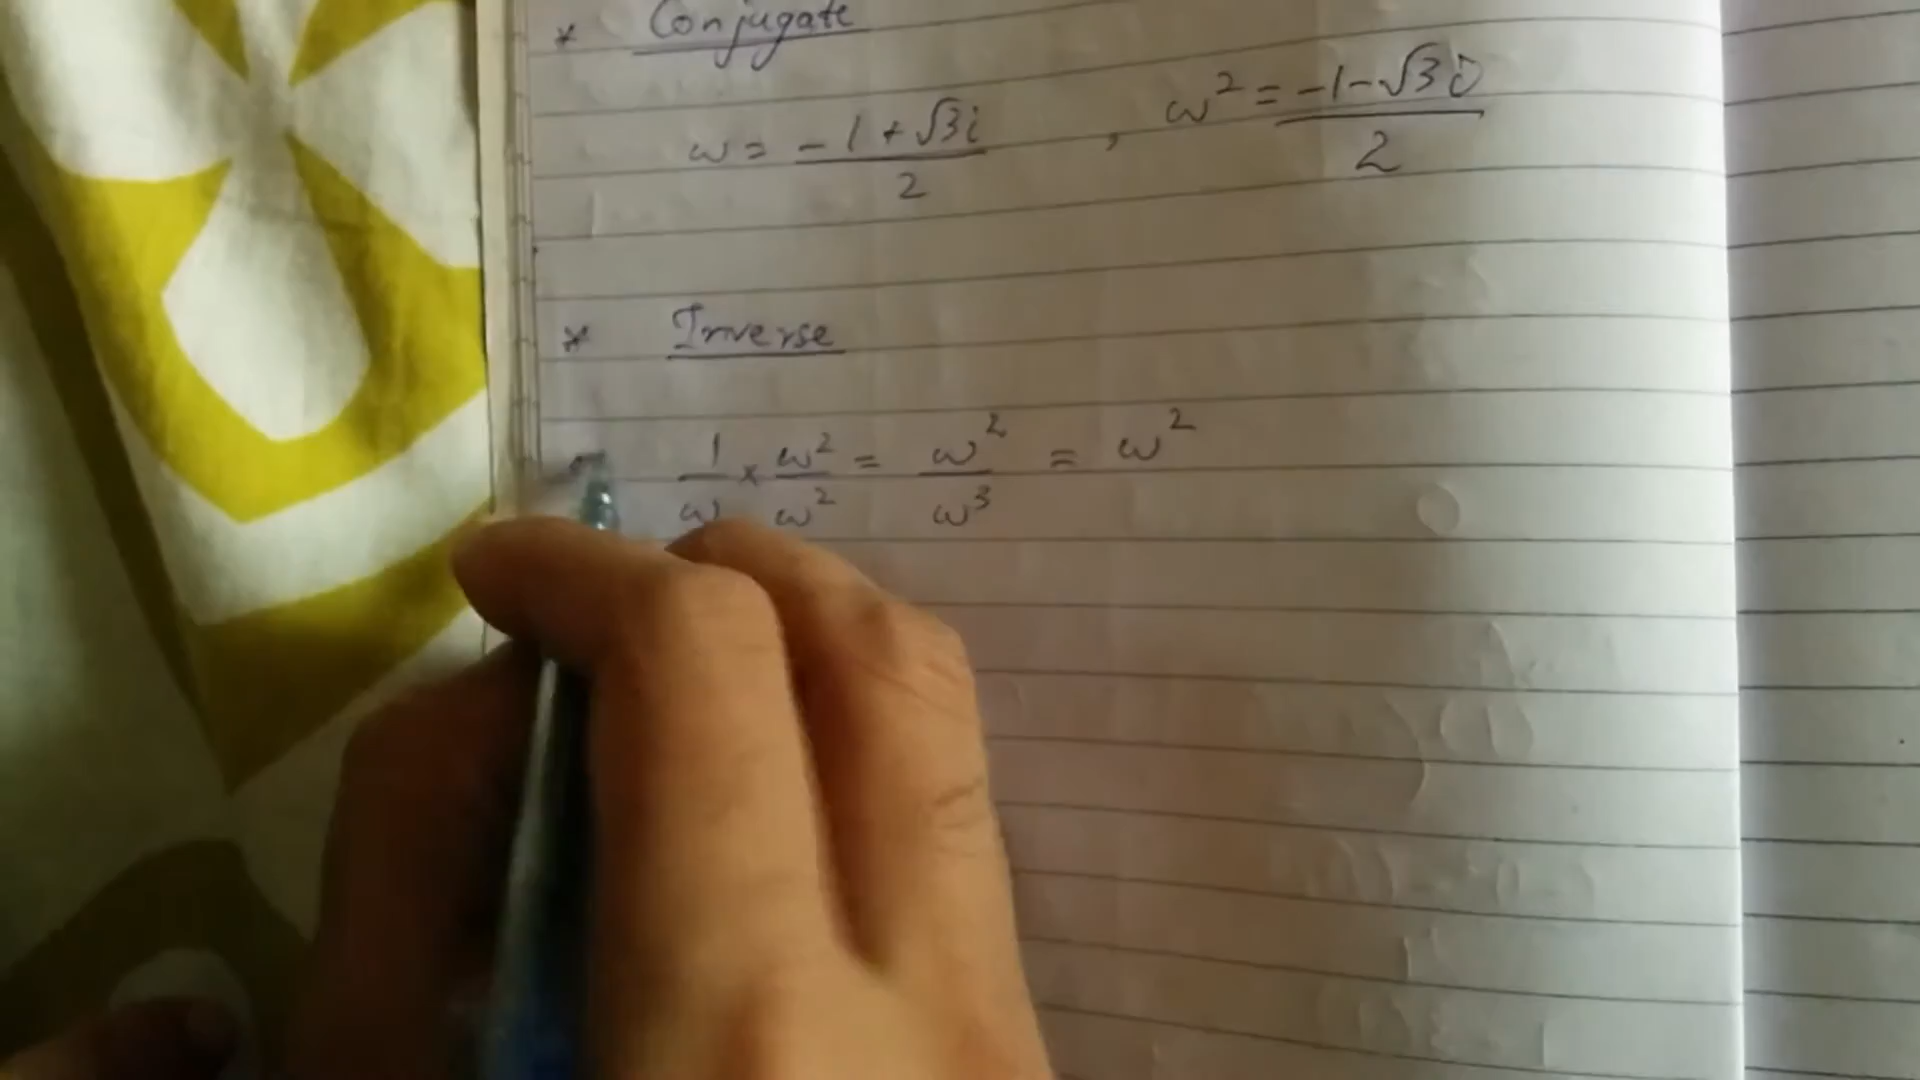 * Conjugate
ω = (-1 + √3i)/2 , ω² = (-1 - √3i)/2
* Inverse
1/ω × ω²/ω² = ω²/ω³ = ω²